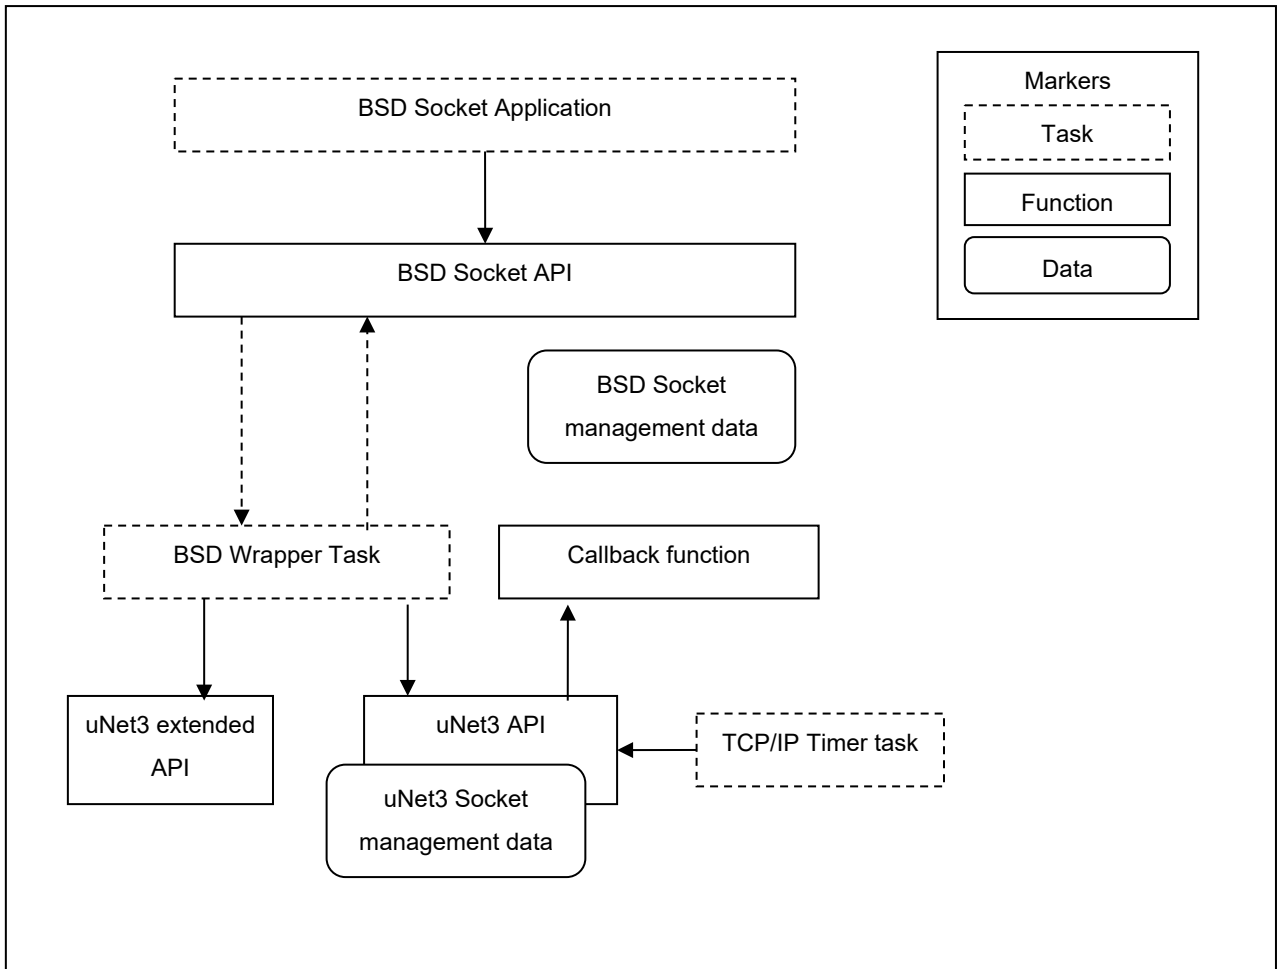 BSD Socket Application
Markers
Task
Function
Data
BSD Socket API
BSD Socket
management data
BSD Wrapper Task
Callback function
uNet3 extended
API
uNet3 API
TCP/IP Timer task
uNet3 Socket
management data